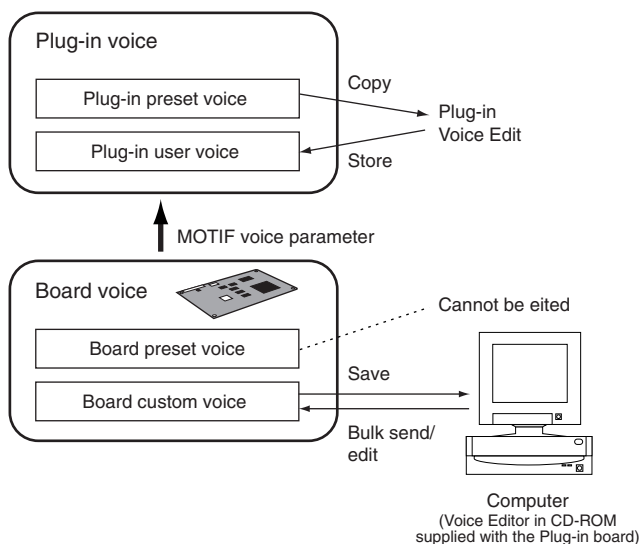 Plug-in voice
Plug-in preset voice
Copy
Plug-in
Voice Edit
Plug-in user voice
Store
MOTIF voice parameter
Board voice
Cannot be eited
Board preset voice
Save
Board custom voice
Bulk send/
edit
Computer
(Voice Editor in CD-ROM
supplied with the Plug-in board)